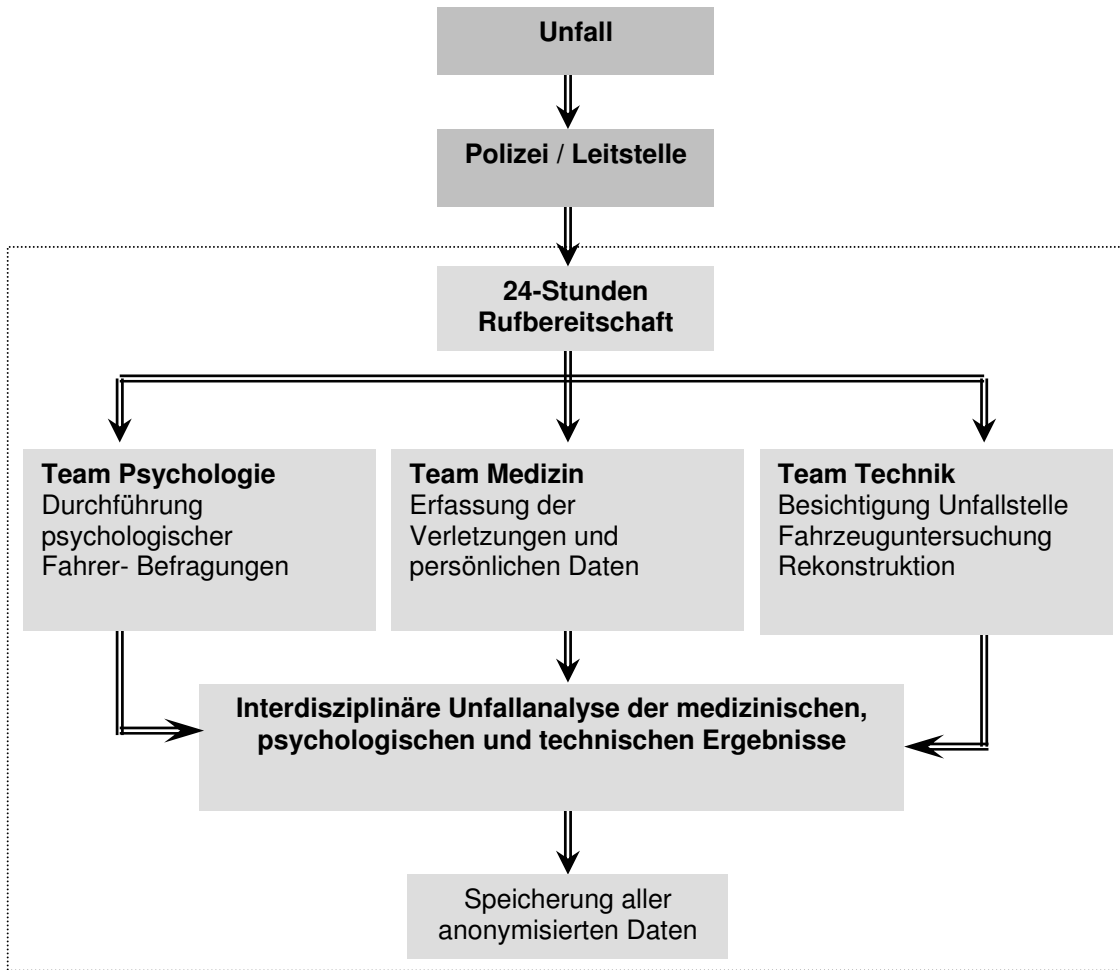 Unfall
Polizei / Leitstelle
24-Stunden
Rufbereitschaft
Team Psychologie
Durchführung
psychologischer
Fahrer- Befragungen
Team Medizin
Erfassung der
Verletzungen und
persönlichen Daten
Team Technik
Besichtigung Unfallstelle
Fahrzeuguntersuchung
Rekonstruktion
Interdisziplinäre Unfallanalyse der medizinischen,
psychologischen und technischen Ergebnisse
Speicherung aller
anonymisierten Daten